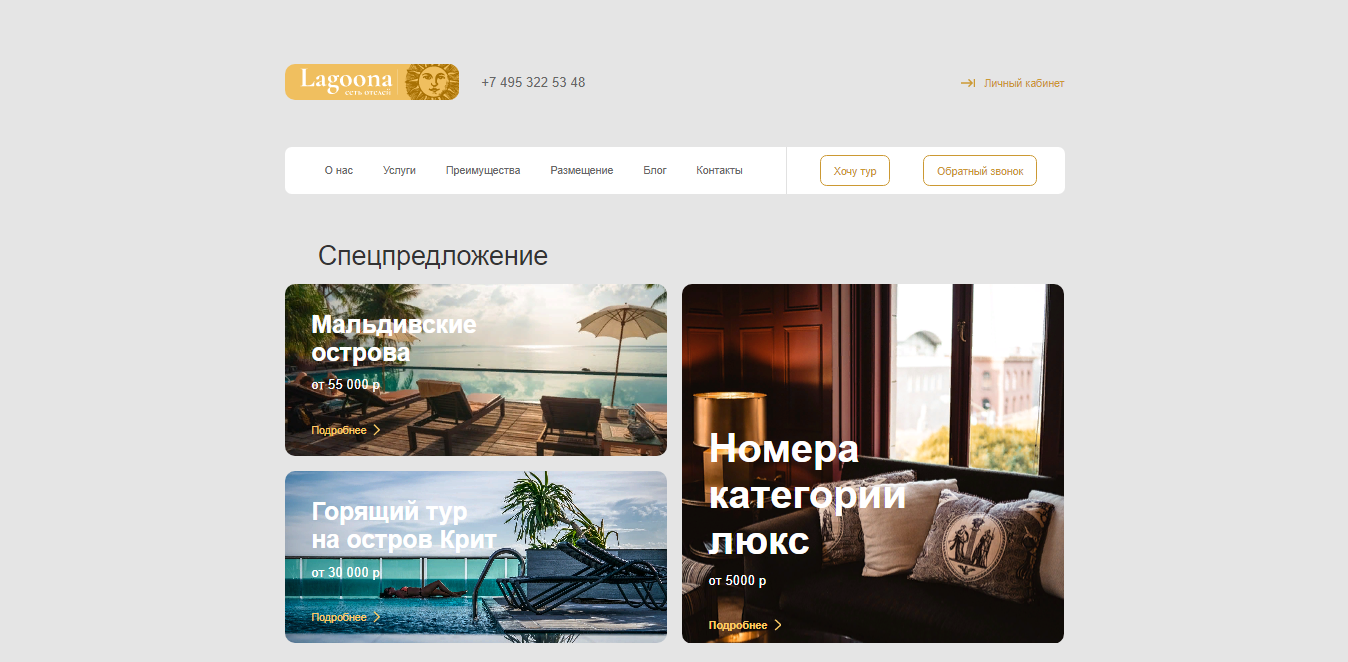 Lagoona
сеть отелей
+7 495 322 53 48
Личный кабинет
О нас
Услуги
Преимущества
Размещение
Блог
Контакты
Хочу тур
Обратный звонок
Спецпредложение
Мальдивские
острова
от 55 000 р
Подробнее
Горящий тур
на остров Крит
от 30 000 р
Подробнее
Номера
категории
люкс
от 5000 р
Подробнее